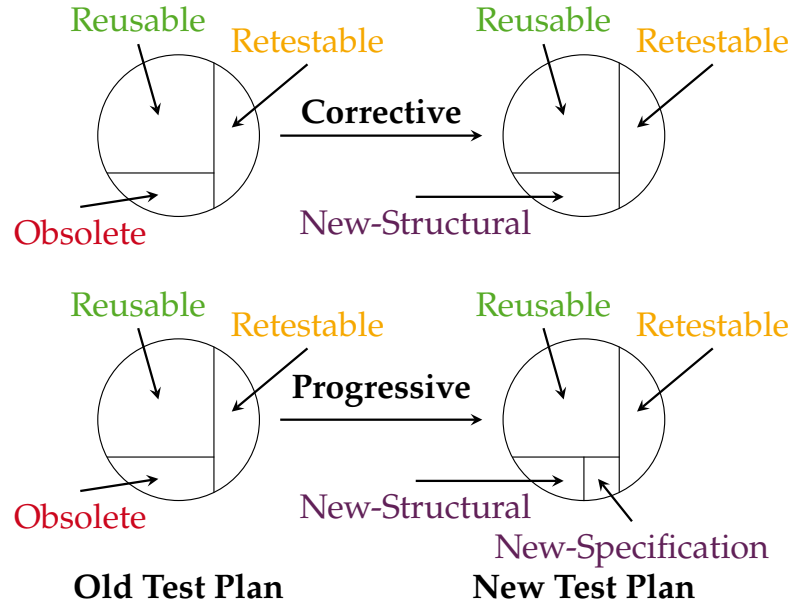 Reusable
Retestable
Reusable
Retestable
Corrective
Obsolete
New-Structural
Reusable
Retestable
Reusable
Retestable
Progressive
Obsolete
New-Structural
New-Specification
Old Test Plan
New Test Plan